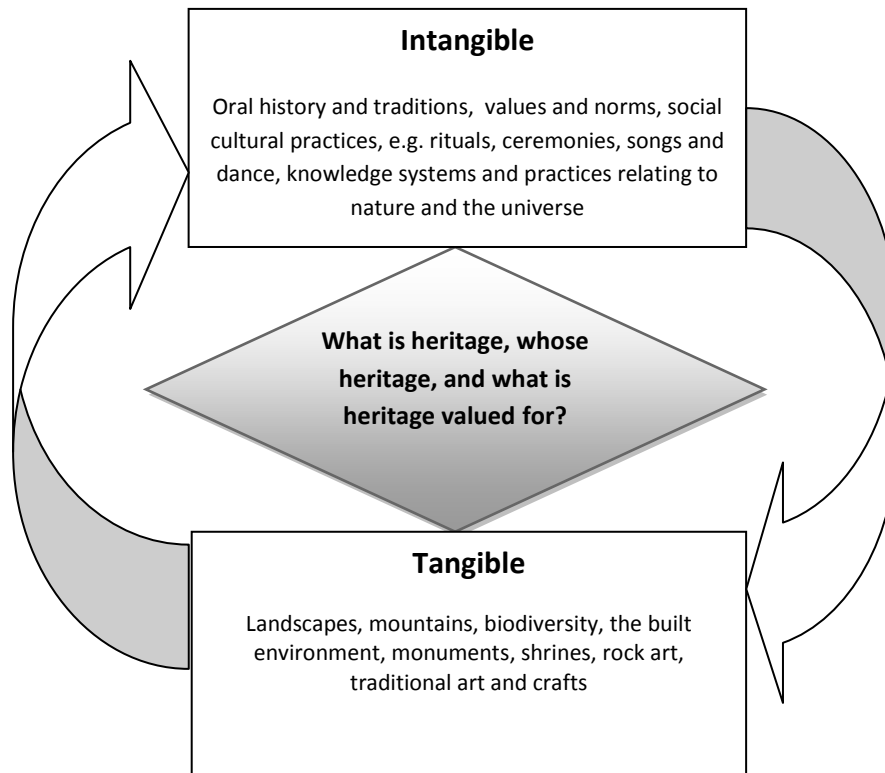 Intangible
Oral history and traditions,  values and norms, social
cultural practices, e.g. rituals, ceremonies, songs and
dance, knowledge systems and practices relating to
nature and the universe
What is heritage, whose
heritage, and what is
heritage valued for?
Tangible
Landscapes, mountains, biodiversity, the built
environment, monuments, shrines, rock art,
traditional art and crafts